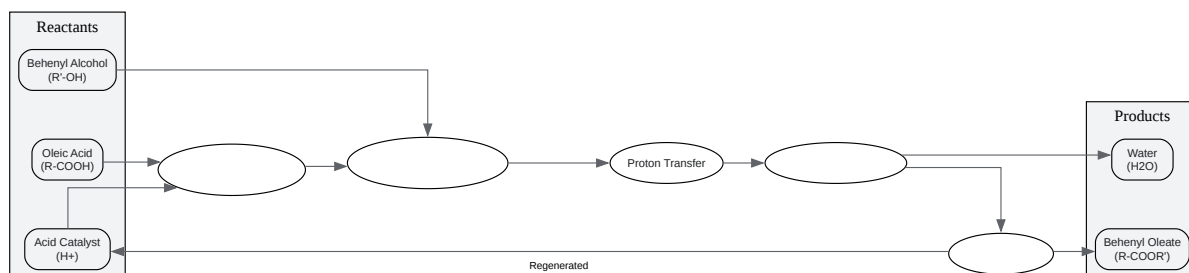 Reactants
Behenyl Alcohol
(R'-OH)
Oleic Acid
(R-COOH)
Acid Catalyst
(H+)
Proton Transfer
Regenerated
Products
Water
(H2O)
Behenyl Oleate
(R-COOR')